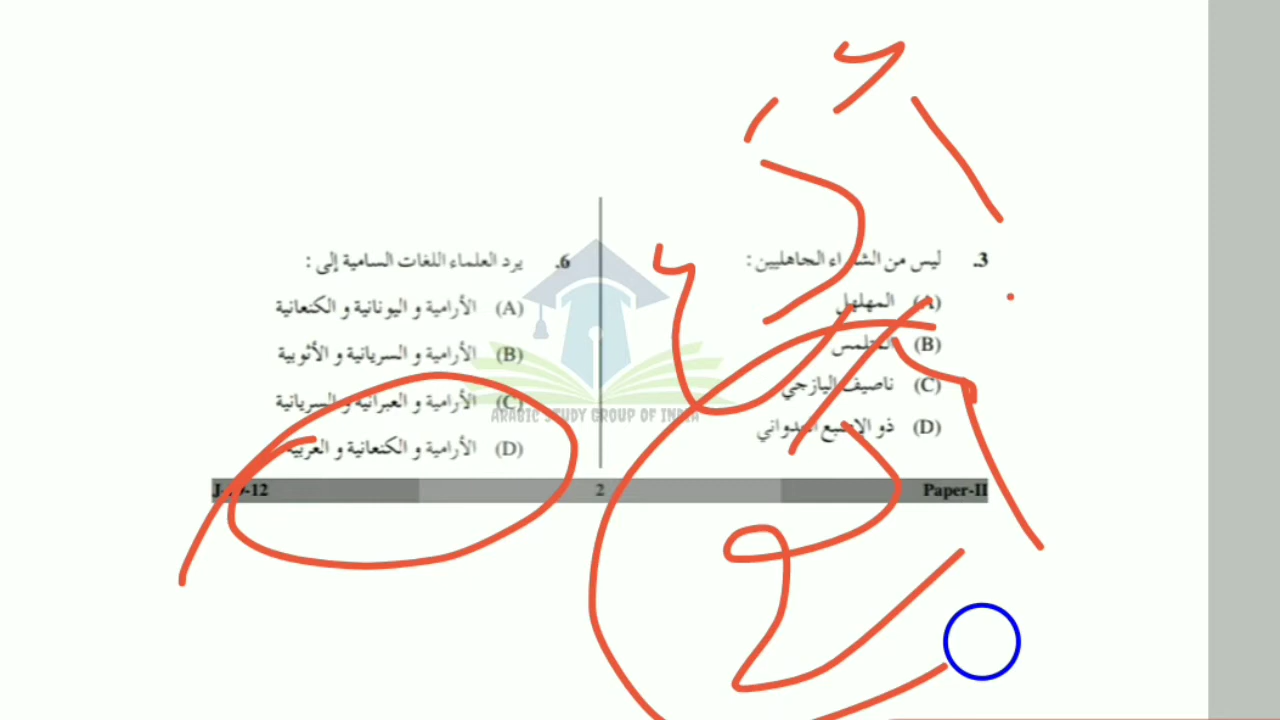 3. ليس من الشعراء الجاهليين :
(A) المهلهل
(B) المتلمس
(C) ناصيف اليازجي
(D) ذو الاصبع العدواني
6. يرد العلماء اللغات السامية إلى :
(A) الأرامية و اليونانية و الكنعانية
(B) الأرامية و السريانية و الأثوبية
(C) الأرامية و العبرانية و السريانية
(D) الأرامية و الكنعانية و العربية
ARABIC STUDY GROUP OF INDIA
J-19-12 2 Paper-II